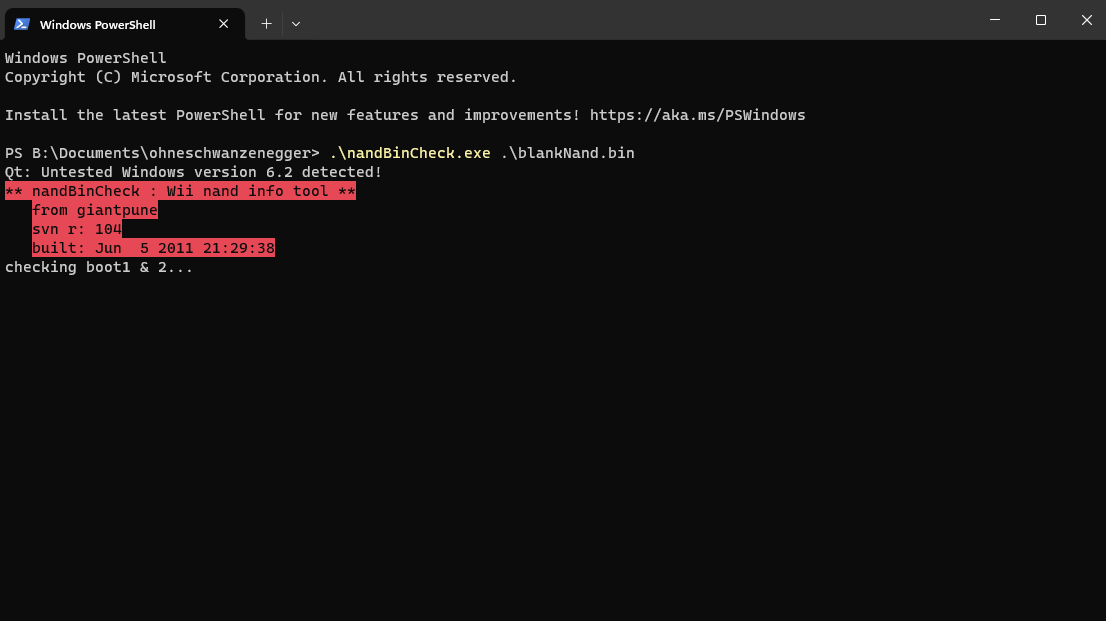 Windows PowerShell
Windows PowerShell
Copyright (C) Microsoft Corporation. All rights reserved.
Install the latest PowerShell for new features and improvements! https://aka.ms/PSWindows
PS B:\Documents\ohneschwanzenegger> .\nandBinCheck.exe .\blankNand.bin
Qt: Untested Windows version 6.2 detected!
** nandBinCheck : Wii nand info tool **
from giantpune
svn r: 104
built: Jun  5 2011 21:29:38
checking boot1 & 2...